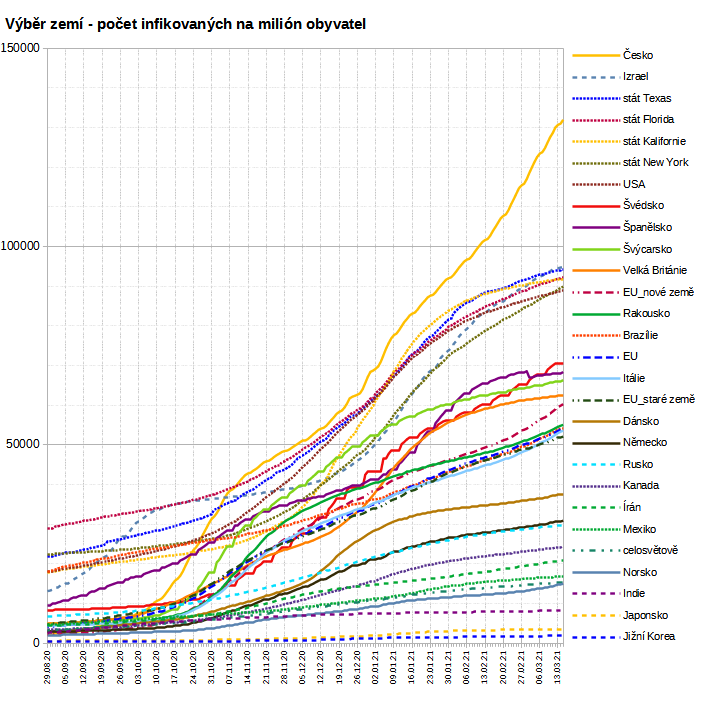 Výběr zemí - počet infikovaných na milión obyvatel
150000
100000
50000
0
Česko
Izrael
stát Texas
stát Florida
stát Kalifornie
stát New York
USA
Švédsko
Španělsko
Švýcarsko
Velká Británie
EU_nové země
Rakousko
Brazílie
EU
Itálie
EU_staré země
Dánsko
Německo
Rusko
Kanada
Írán
Mexiko
celosvětově
Norsko
Indie
Japonsko
Jižní Korea
29.08.20
05.09.20
12.09.20
19.09.20
26.09.20
03.10.20
10.10.20
17.10.20
24.10.20
31.10.20
07.11.20
14.11.20
21.11.20
28.11.20
05.12.20
12.12.20
19.12.20
26.12.20
02.01.21
09.01.21
16.01.21
23.01.21
30.01.21
06.02.21
13.02.21
20.02.21
27.02.21
06.03.21
13.03.21